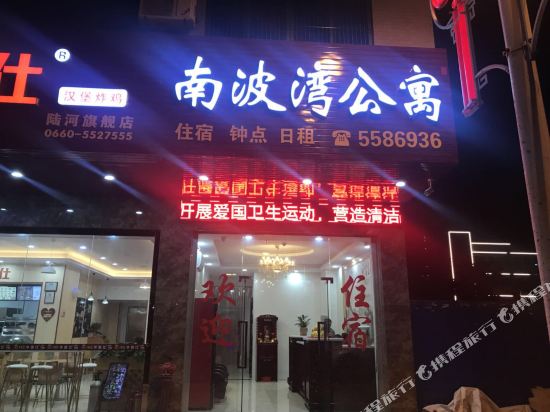 仕®
汉堡炸鸡
陆河旗舰店
0660-5527555
南波湾公寓
住宿 钟点 日租 ☎5586936
开展爱国卫生运动，营造清洁
仕
欢迎
住宿
携程旅行